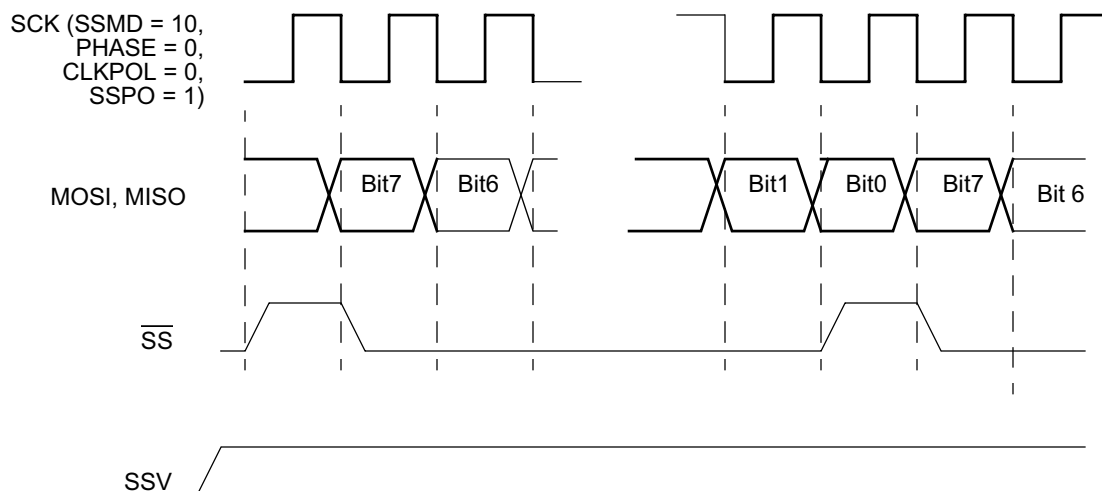 SCK (SSMD = 10,
PHASE = 0,
CLKPOL = 0,
SSPO = 1)
MOSI, MISO
Bit7
Bit6
Bit1
Bit0
Bit7
Bit 6
SS
SSV